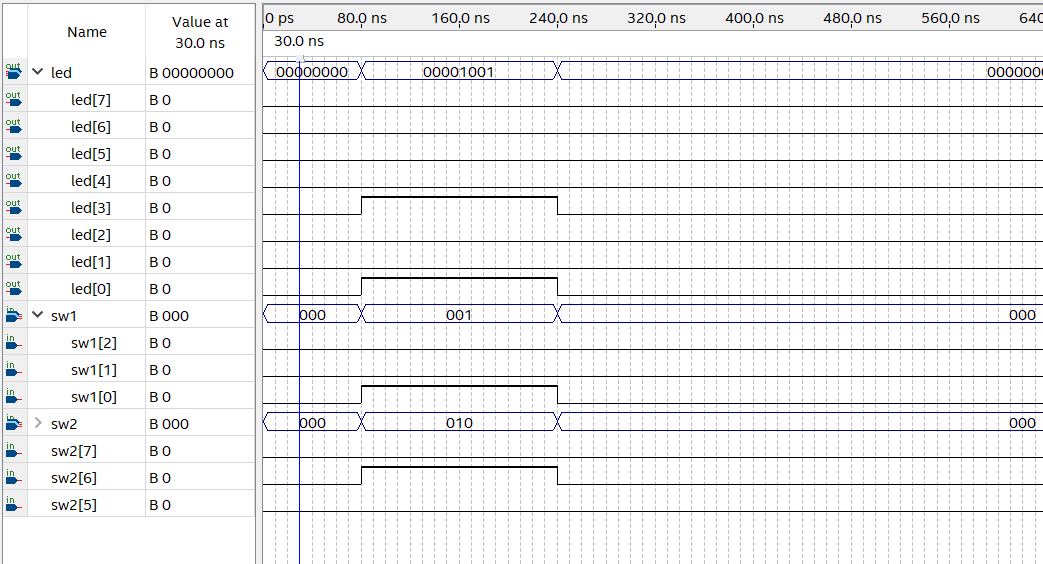 Name Value at 30.0 ns 0 ps 80.0 ns 160.0 ns 240.0 ns 320.0 ns 400.0 ns 480.0 ns 560.0 ns 640
30.0 ns
out led B 00000000 00000000 00001001 0000000
out led[7] B 0
out led[6] B 0
out led[5] B 0
out led[4] B 0
out led[3] B 0
out led[2] B 0
out led[1] B 0
out led[0] B 0
in sw1 B 000 000 001 000
in sw1[2] B 0
in sw1[1] B 0
in sw1[0] B 0
in sw2 B 000 000 010 000
in sw2[7] B 0
in sw2[6] B 0
in sw2[5] B 0